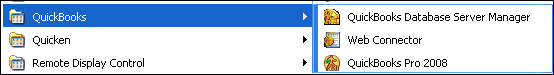 QuickBooks
Quicken
Remote Display Control
QuickBooks Database Server Manager
Web Connector
QuickBooks Pro 2008